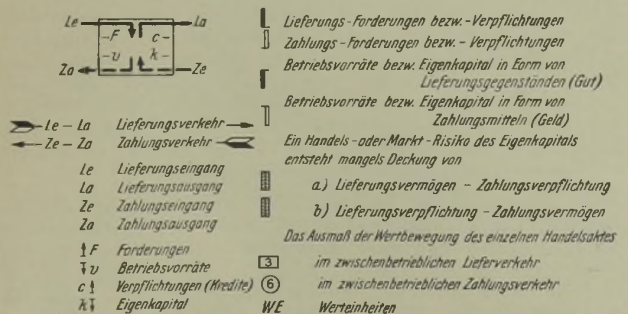 Le La
– F c –
– v k –
Za Ze
Le – La Lieferungsverkehr
Ze – Za Zahlungsverkehr
Le Lieferungseingang
La Lieferungsausgang
Ze Zahlungseingang
Za Zahlungsausgang
F Forderungen
v Betriebsvorräte
c Verpflichtungen (Kredite)
k Eigenkapital
Lieferungs-Forderungen bezw.-Verpflichtungen
Zahlungs-Forderungen bezw.-Verpflichtungen
Betriebsvorräte bezw. Eigenkapital in Form von
Lieferungsgegenständen (Gut)
Betriebsvorräte bezw. Eigenkapital in Form von
Zahlungsmitteln (Geld)
Ein Handels-oder Markt-Risiko des Eigenkapitals
entsteht mangels Deckung von
a) Lieferungsvermögen – Zahlungsverpflichtung
b) Lieferungsverpflichtung – Zahlungsvermögen
Das Ausmaß der Wertbewegung des einzelnen Handelsaktes
3 im zwischenbetrieblichen Lieferverkehr
6 im zwischenbetrieblichen Zahlungsverkehr
WE Werteinheiten